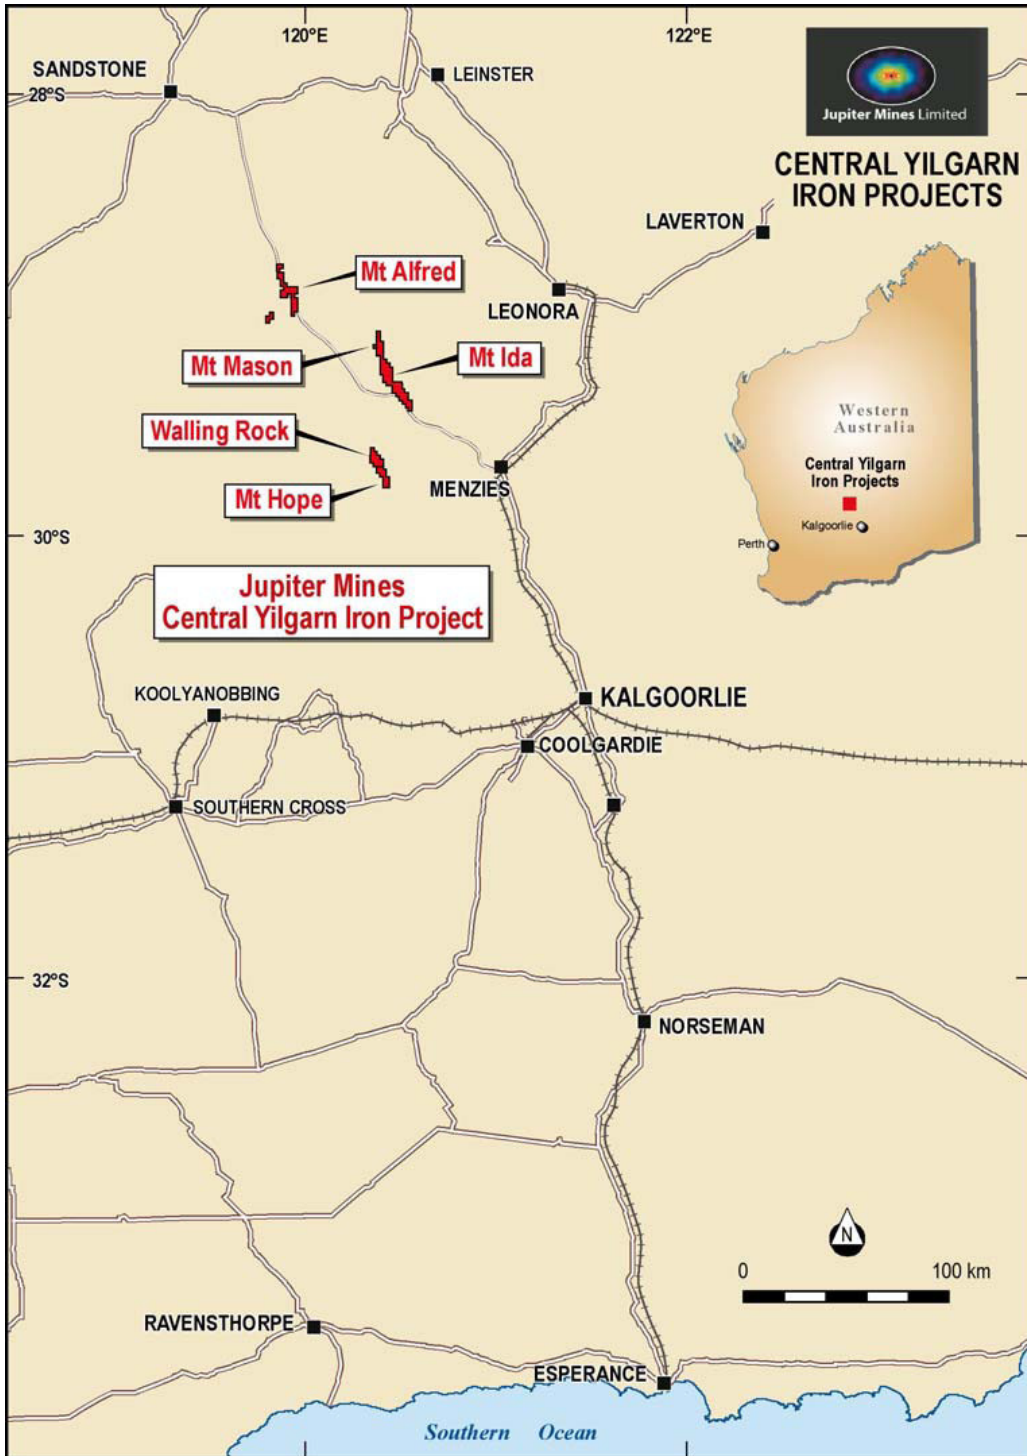 120°E
122°E
SANDSTONE
LEINSTER
28°S
Jupiter Mines Limited
CENTRAL YILGARN
IRON PROJECTS
LAVERTON
Mt Alfred
LEONORA
Mt Mason
Mt Ida
Walling Rock
MENZIES
Mt Hope
Western
Australia
Central Yilgarn
Iron Projects
Kalgoorlie
Perth
30°S
Jupiter Mines
Central Yilgarn Iron Project
KOOLYANOBBING
KALGOORLIE
COOLGARDIE
SOUTHERN CROSS
32°S
NORSEMAN
N
0
100 km
RAVENSTHORPE
ESPERANCE
Southern Ocean